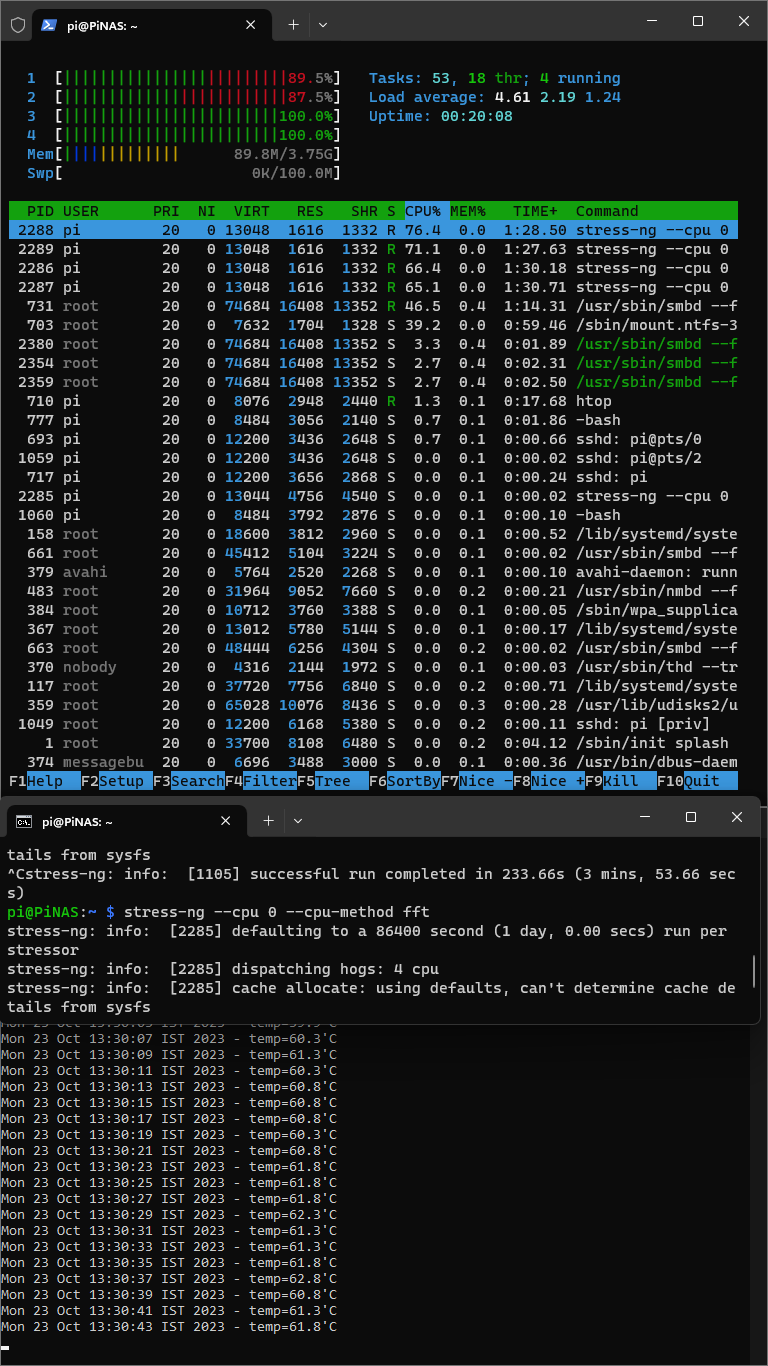 pi@PiNAS: ~
1 [||||||||||||||||||||||||||89.5%] Tasks: 53, 18 thr; 4 running
2 [||||||||||||||||||||||||||87.5%] Load average: 4.61 2.19 1.24
3 [|||||||||||||||||||||||||100.0%] Uptime: 00:20:08
4 [|||||||||||||||||||||||||100.0%]
Mem[||||||||||||| 89.8M/3.75G]
Swp[ 0K/100.0M]
PID USER PRI NI VIRT RES SHR S CPU% MEM% TIME+ Command
2288 pi 20 0 13048 1616 1332 R 76.4 0.0 1:28.50 stress-ng --cpu 0
2289 pi 20 0 13048 1616 1332 R 71.1 0.0 1:27.63 stress-ng --cpu 0
2286 pi 20 0 13048 1616 1332 R 66.4 0.0 1:30.18 stress-ng --cpu 0
2287 pi 20 0 13048 1616 1332 R 65.1 0.0 1:30.71 stress-ng --cpu 0
731 root 20 0 74684 16408 13352 R 46.5 0.4 1:14.31 /usr/sbin/smbd --f
703 root 20 0 7632 1704 1328 S 39.2 0.0 0:59.46 /sbin/mount.ntfs-3
2380 root 20 0 74684 16408 13352 S 3.3 0.4 0:01.89 /usr/sbin/smbd --f
2354 root 20 0 74684 16408 13352 S 2.7 0.4 0:02.31 /usr/sbin/smbd --f
2359 root 20 0 74684 16408 13352 S 2.7 0.4 0:02.50 /usr/sbin/smbd --f
710 pi 20 0 8076 2948 2440 R 1.3 0.1 0:17.68 htop
777 pi 20 0 8484 3056 2140 S 0.7 0.1 0:01.86 -bash
693 pi 20 0 12200 3436 2648 S 0.7 0.1 0:00.66 sshd: pi@pts/0
1059 pi 20 0 12200 3436 2648 S 0.0 0.1 0:00.02 sshd: pi@pts/2
717 pi 20 0 12200 3656 2868 S 0.0 0.1 0:00.24 sshd: pi
2285 pi 20 0 13044 4756 4540 S 0.0 0.1 0:00.02 stress-ng --cpu 0
1060 pi 20 0 8484 3792 2876 S 0.0 0.1 0:00.10 -bash
158 root 20 0 18600 3812 2960 S 0.0 0.1 0:00.52 /lib/systemd/syste
661 root 20 0 45412 5104 3224 S 0.0 0.1 0:00.02 /usr/sbin/smbd --f
379 avahi 20 0 5764 2520 2268 S 0.0 0.1 0:00.10 avahi-daemon: runn
483 root 20 0 31964 9052 7660 S 0.0 0.2 0:00.21 /usr/sbin/nmbd --f
384 root 20 0 10712 3760 3388 S 0.0 0.1 0:00.05 /sbin/wpa_supplica
367 root 20 0 13012 5780 5144 S 0.0 0.1 0:00.17 /lib/systemd/syste
663 root 20 0 48444 6256 4304 S 0.0 0.2 0:00.02 /usr/sbin/smbd --f
370 nobody 20 0 4316 2144 1972 S 0.0 0.1 0:00.03 /usr/sbin/thd --tr
117 root 20 0 37720 7756 6840 S 0.0 0.2 0:00.71 /lib/systemd/syste
359 root 20 0 65028 10076 8436 S 0.0 0.3 0:00.28 /usr/lib/udisks2/u
1049 root 20 0 12200 6168 5380 S 0.0 0.2 0:00.11 sshd: pi [priv]
1 root 20 0 33700 8108 6480 S 0.0 0.2 0:04.12 /sbin/init splash
374 messagebu 20 0 6696 3488 3000 S 0.0 0.1 0:00.36 /usr/bin/dbus-daem
F1Help F2Setup F3SearchF4FilterF5Tree F6SortByF7Nice -F8Nice +F9Kill F10Quit
pi@PiNAS: ~
tails from sysfs
^Cstress-ng: info: [1105] successful run completed in 233.66s (3 mins, 53.66 sec
s)
pi@PiNAS:~ $ stress-ng --cpu 0 --cpu-method fft
stress-ng: info: [2285] defaulting to a 86400 second (1 day, 0.00 secs) run per
stressor
stress-ng: info: [2285] dispatching hogs: 4 cpu
stress-ng: info: [2285] cache allocate: using defaults, can't determine cache de
tails from sysfs
Mon 23 Oct 13:30:07 IST 2023 - temp=60.3'C
Mon 23 Oct 13:30:09 IST 2023 - temp=61.3'C
Mon 23 Oct 13:30:11 IST 2023 - temp=60.3'C
Mon 23 Oct 13:30:13 IST 2023 - temp=60.8'C
Mon 23 Oct 13:30:15 IST 2023 - temp=60.8'C
Mon 23 Oct 13:30:17 IST 2023 - temp=60.8'C
Mon 23 Oct 13:30:19 IST 2023 - temp=60.3'C
Mon 23 Oct 13:30:21 IST 2023 - temp=60.8'C
Mon 23 Oct 13:30:23 IST 2023 - temp=61.8'C
Mon 23 Oct 13:30:25 IST 2023 - temp=61.8'C
Mon 23 Oct 13:30:27 IST 2023 - temp=61.8'C
Mon 23 Oct 13:30:29 IST 2023 - temp=62.3'C
Mon 23 Oct 13:30:31 IST 2023 - temp=61.3'C
Mon 23 Oct 13:30:33 IST 2023 - temp=61.3'C
Mon 23 Oct 13:30:35 IST 2023 - temp=61.8'C
Mon 23 Oct 13:30:37 IST 2023 - temp=62.8'C
Mon 23 Oct 13:30:39 IST 2023 - temp=60.8'C
Mon 23 Oct 13:30:41 IST 2023 - temp=61.3'C
Mon 23 Oct 13:30:43 IST 2023 - temp=61.8'C